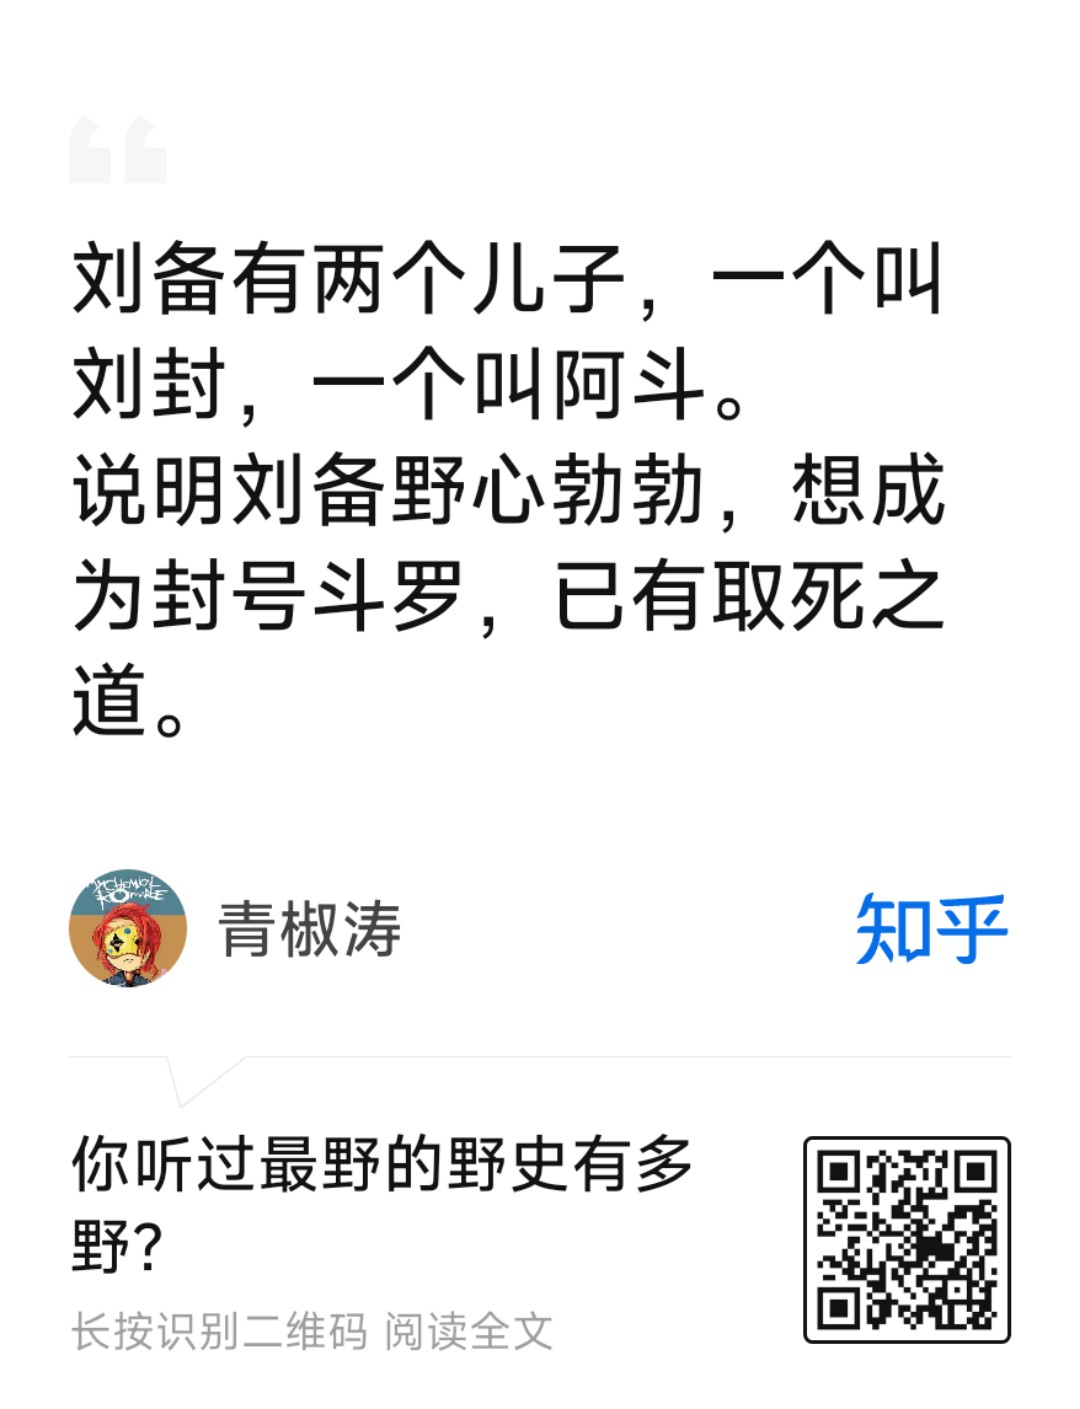 刘备有两个儿子，一个叫
刘封，一个叫阿斗。
说明刘备野心勃勃，想成
为封号斗罗，已有取死之
道。
青椒涛
知乎
你听过最野的野史有多
野？
长按识别二维码 阅读全文